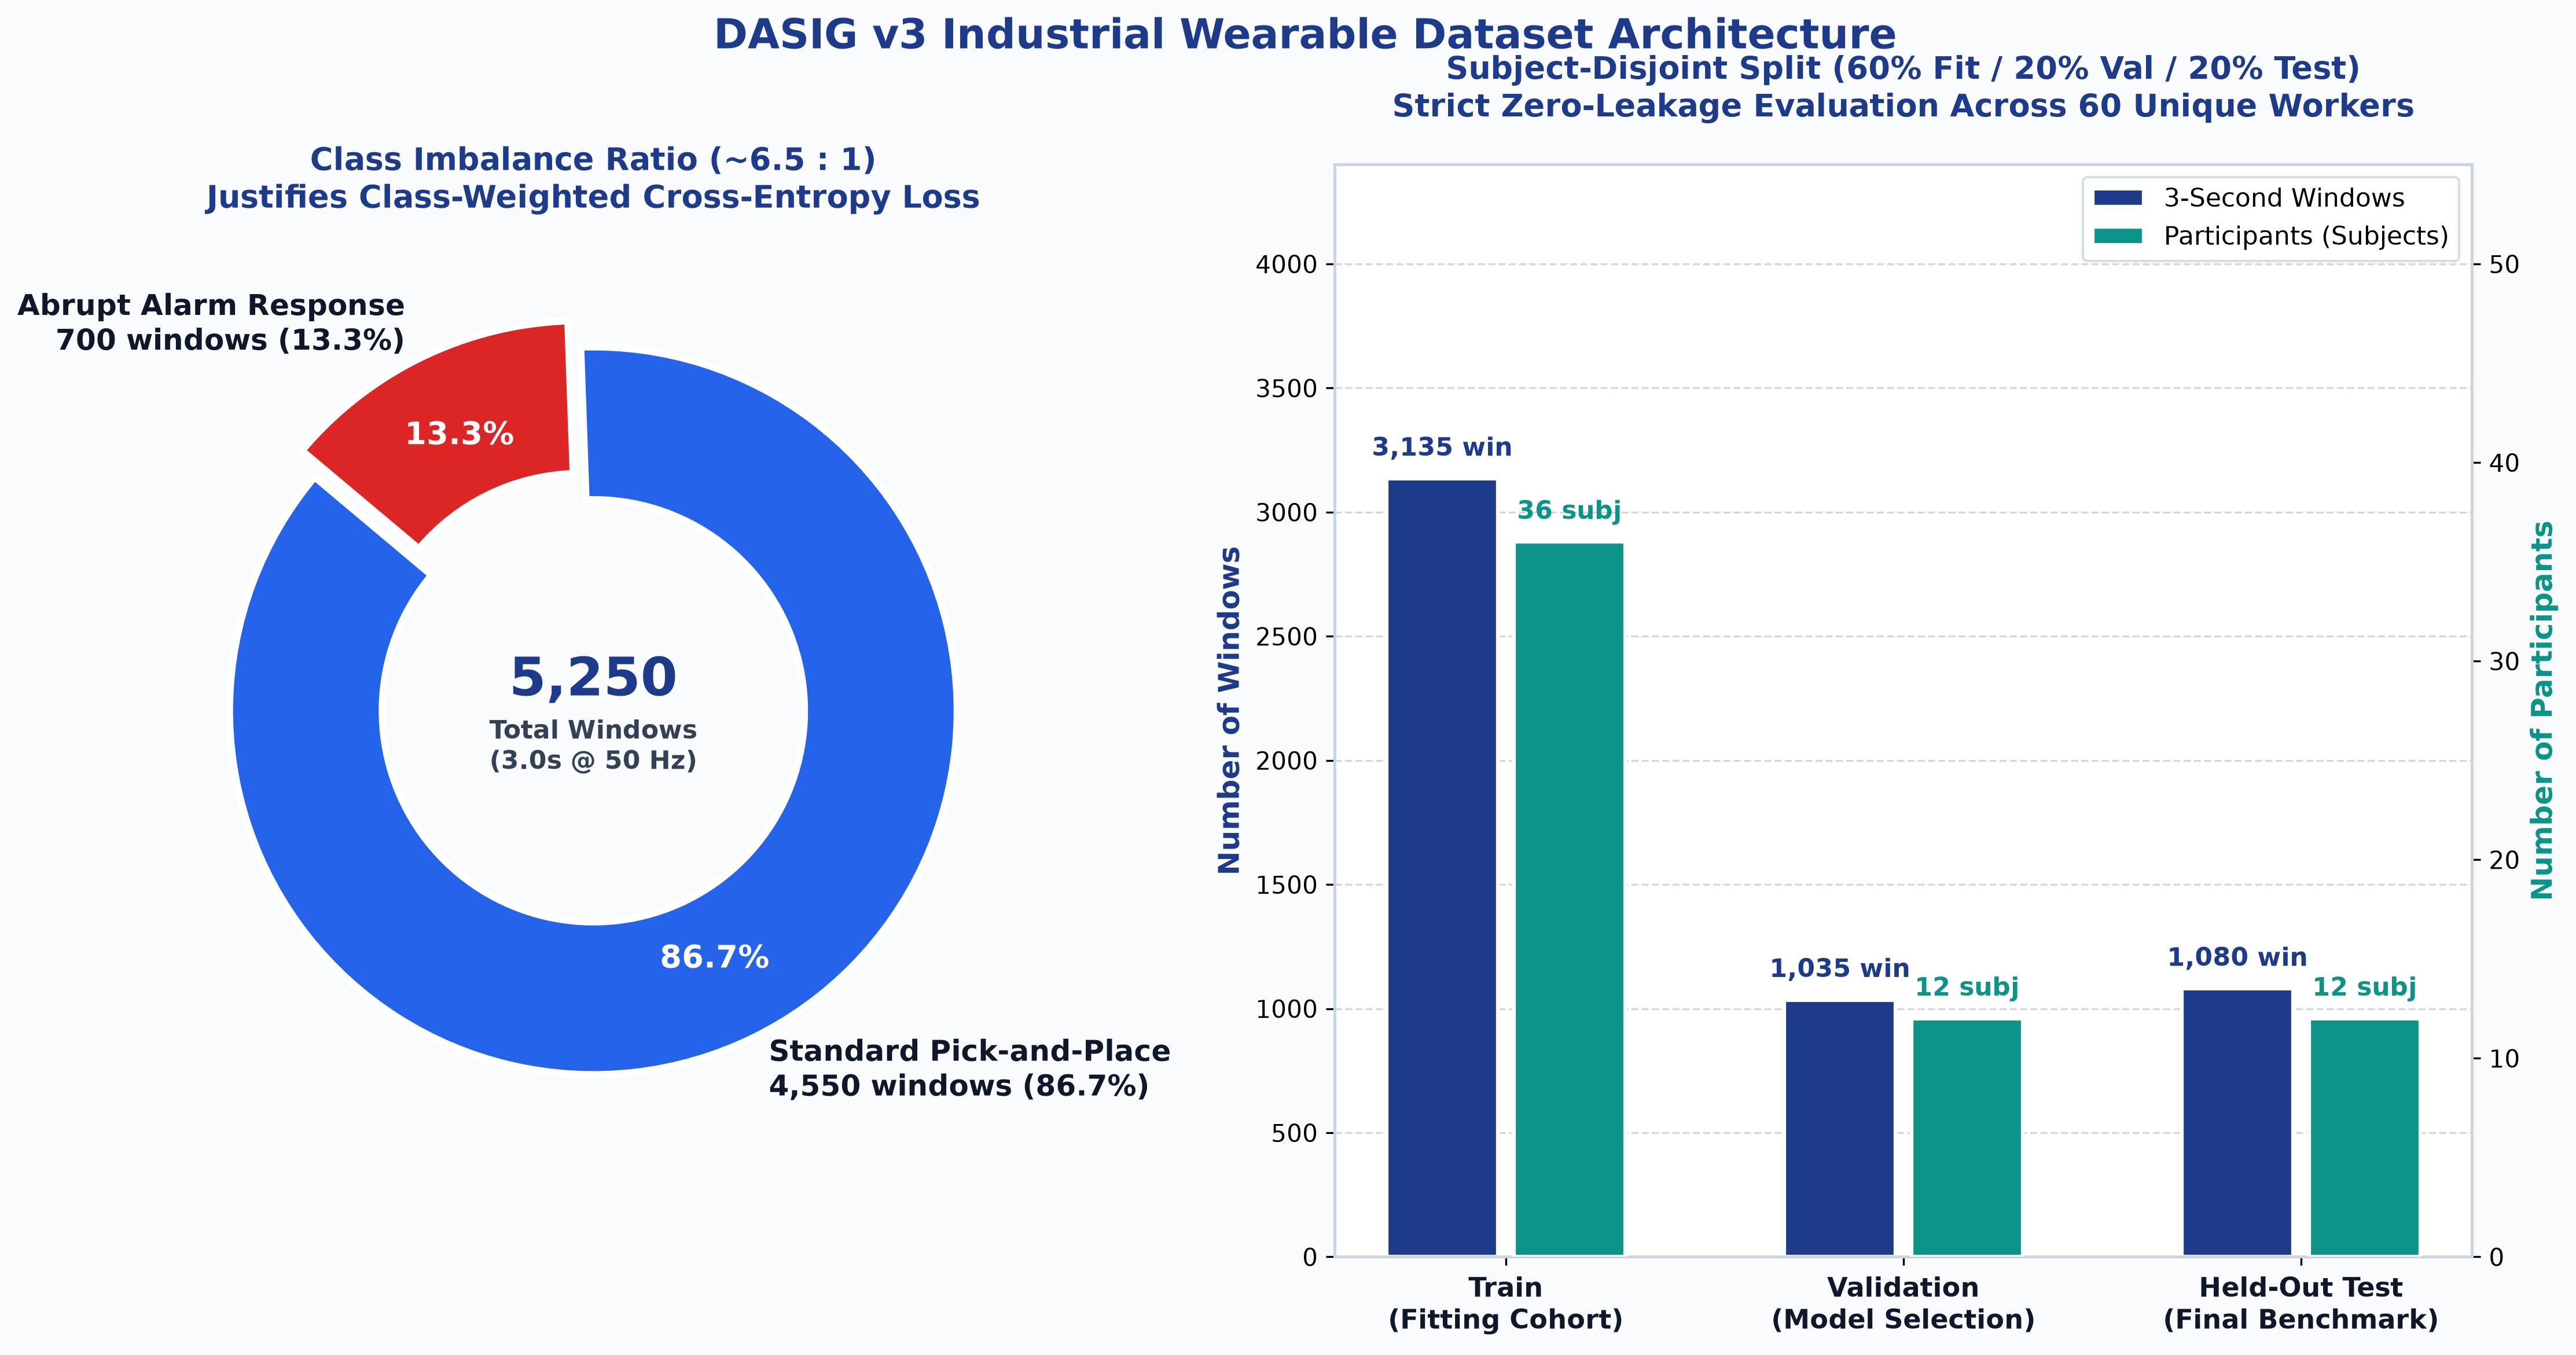 DASIG v3 Industrial Wearable Dataset Architecture
Class Imbalance Ratio (~6.5 : 1)
Justifies Class-Weighted Cross-Entropy Loss
Abrupt Alarm Response
700 windows (13.3%)
13.3%
5,250
Total Windows
(3.0s @ 50 Hz)
86.7%
Standard Pick-and-Place
4,550 windows (86.7%)
Subject-Disjoint Split (60% Fit / 20% Val / 20% Test)
Strict Zero-Leakage Evaluation Across 60 Unique Workers
3-Second Windows
Participants (Subjects)
Number of Windows
4000
3500
3000
2500
2000
1500
1000
500
0
3,135 win
36 subj
1,035 win
12 subj
1,080 win
12 subj
50
40
30
20
10
0
Number of Participants
Train
(Fitting Cohort)
Validation
(Model Selection)
Held-Out Test
(Final Benchmark)